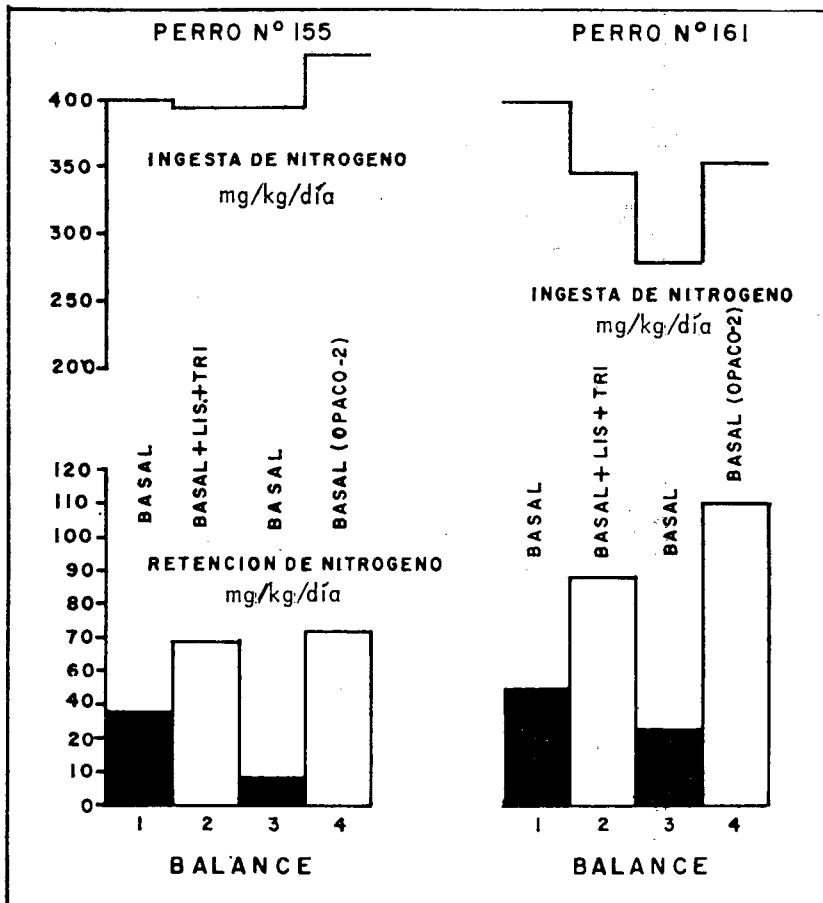 PERRO Nº 155
400
350
300
250
200
INGESTA DE NITROGENO
mg/kg/día
BASAL
BASAL+LIS.+TRI
BASAL
BASAL (OPACO-2)
120
110
100
90
80
70
60
40
20
10
0
RETENCION DE NITROGENO
mg/kg/día
1 2 3 4
BALANCE
PERRO Nº 161
INGESTA DE NITROGENO
mg/kg/día
BASAL
BASAL + LIS + TRI
BASAL
BASAL (OPACO-2)
1 2 3 4
BALANCE